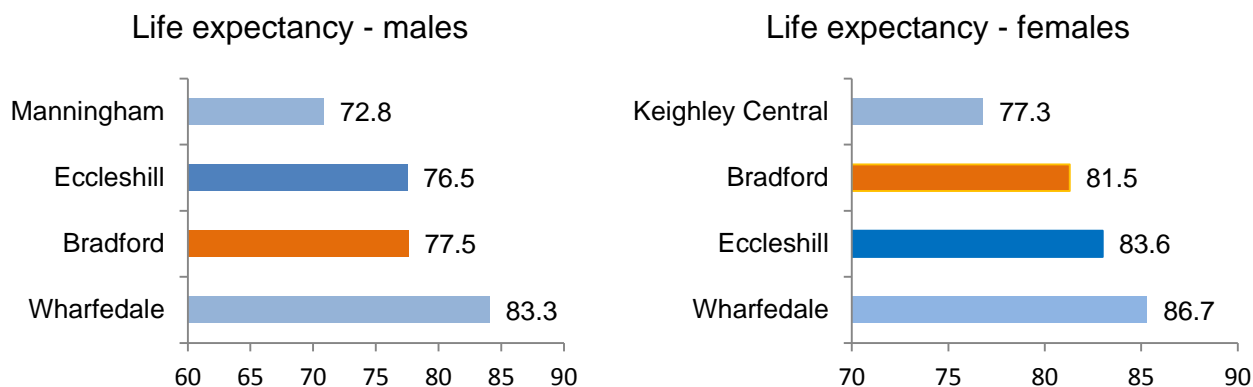 Life expectancy - males
Manningham 72.8
Eccleshill 76.5
Bradford 77.5
Wharfedale 83.3
60 65 70 75 80 85 90
Life expectancy - females
Keighley Central 77.3
Bradford 81.5
Eccleshill 83.6
Wharfedale 86.7
70 75 80 85 90